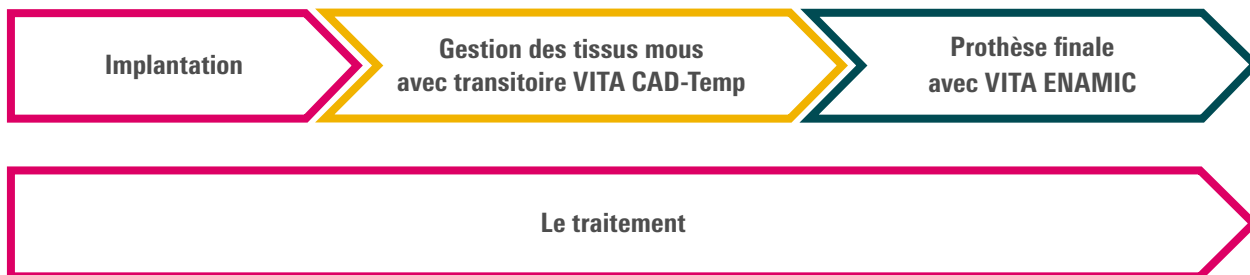 Implantation
Gestion des tissus mous
avec transitoire VITA CAD-Temp
Prothèse finale
avec VITA ENAMIC
Le traitement